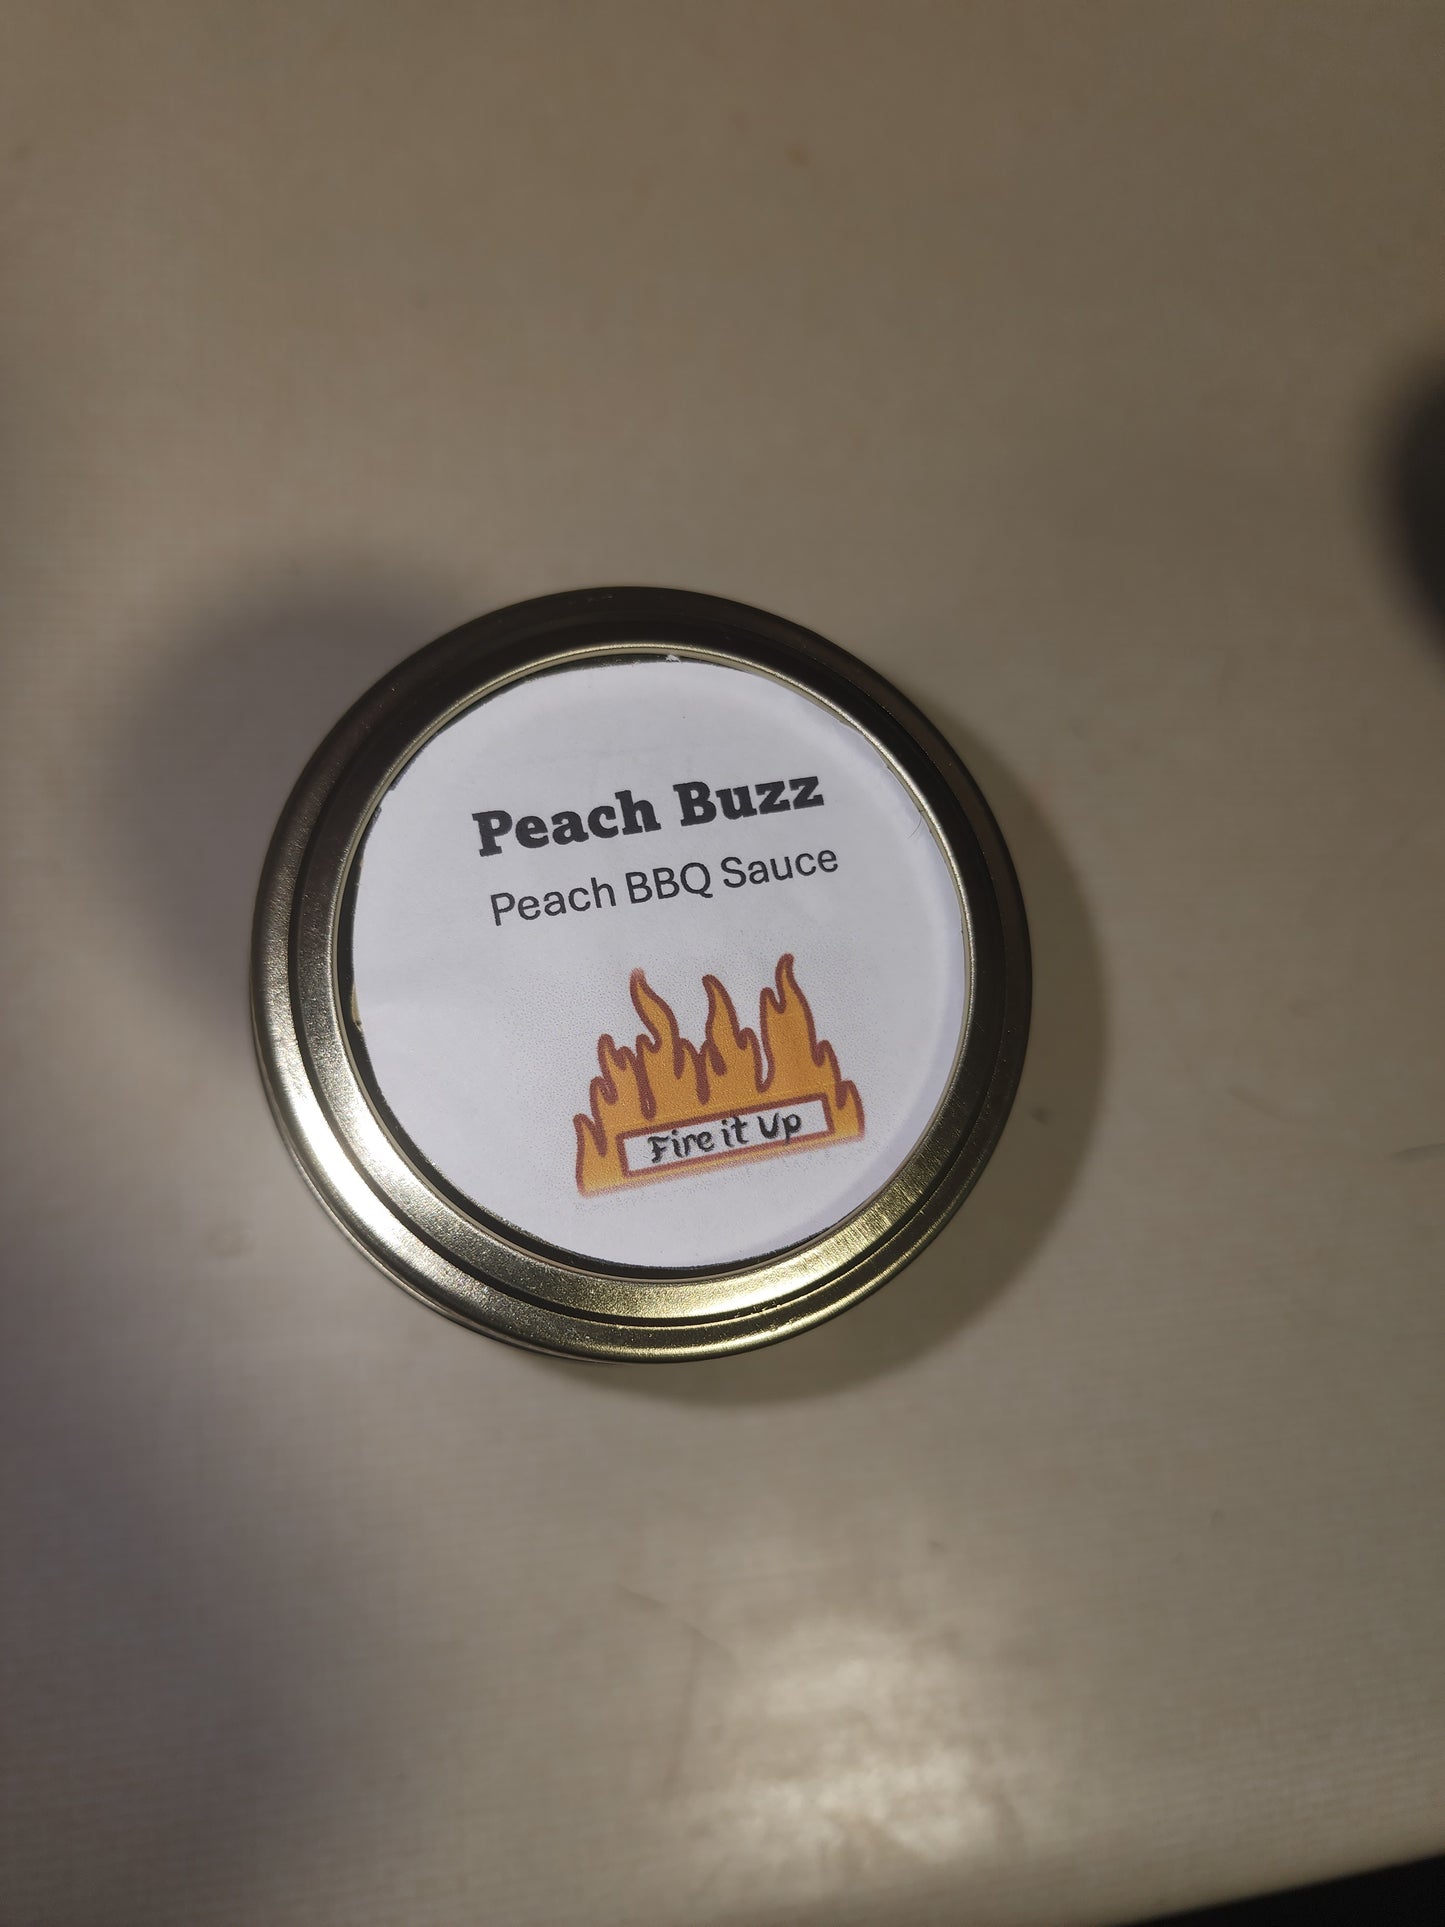 Peach Buzz
Peach BBQ Sauce
Fire it Up